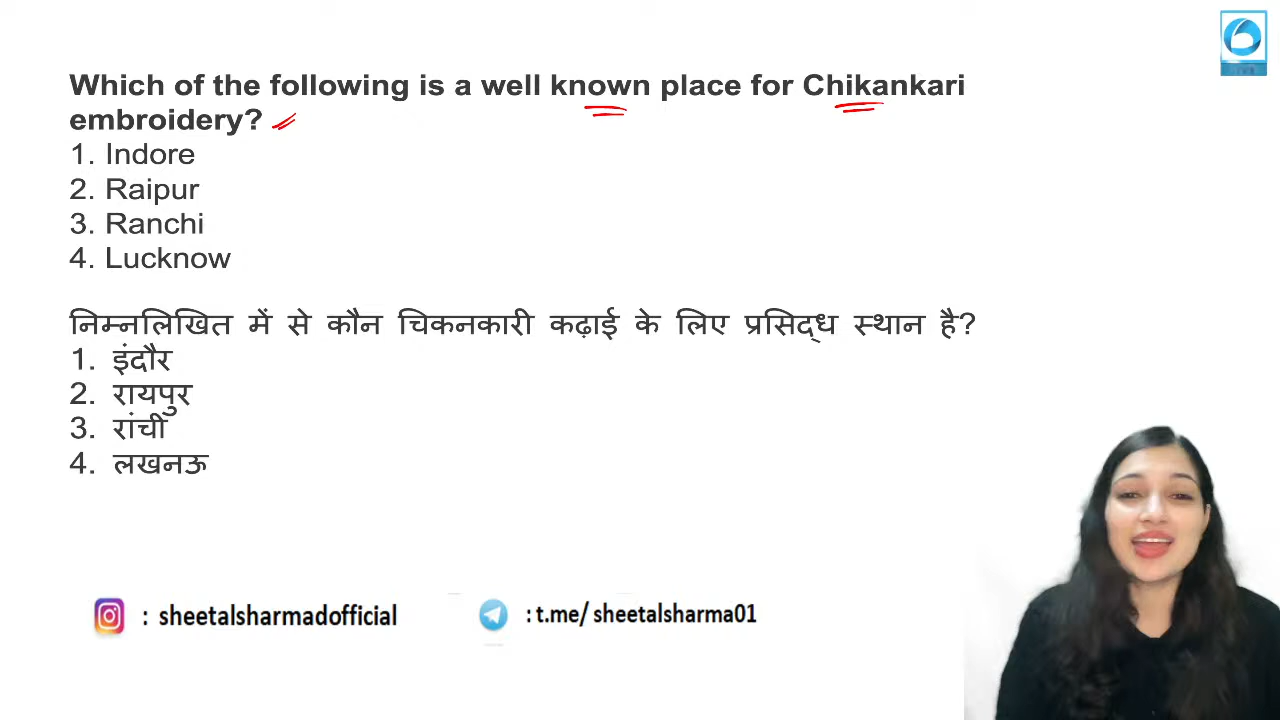 Which of the following is a well known place for Chikankari
embroidery?
1. Indore
2. Raipur
3. Ranchi
4. Lucknow
निम्नलिखित में से कौन चिकनकारी कढ़ाई के लिए प्रसिद्ध स्थान है?
1. इंदौर
2. रायपुर
3. रांची
4. लखनऊ
: sheetalsharmadofficial
: t.me/ sheetalsharma01